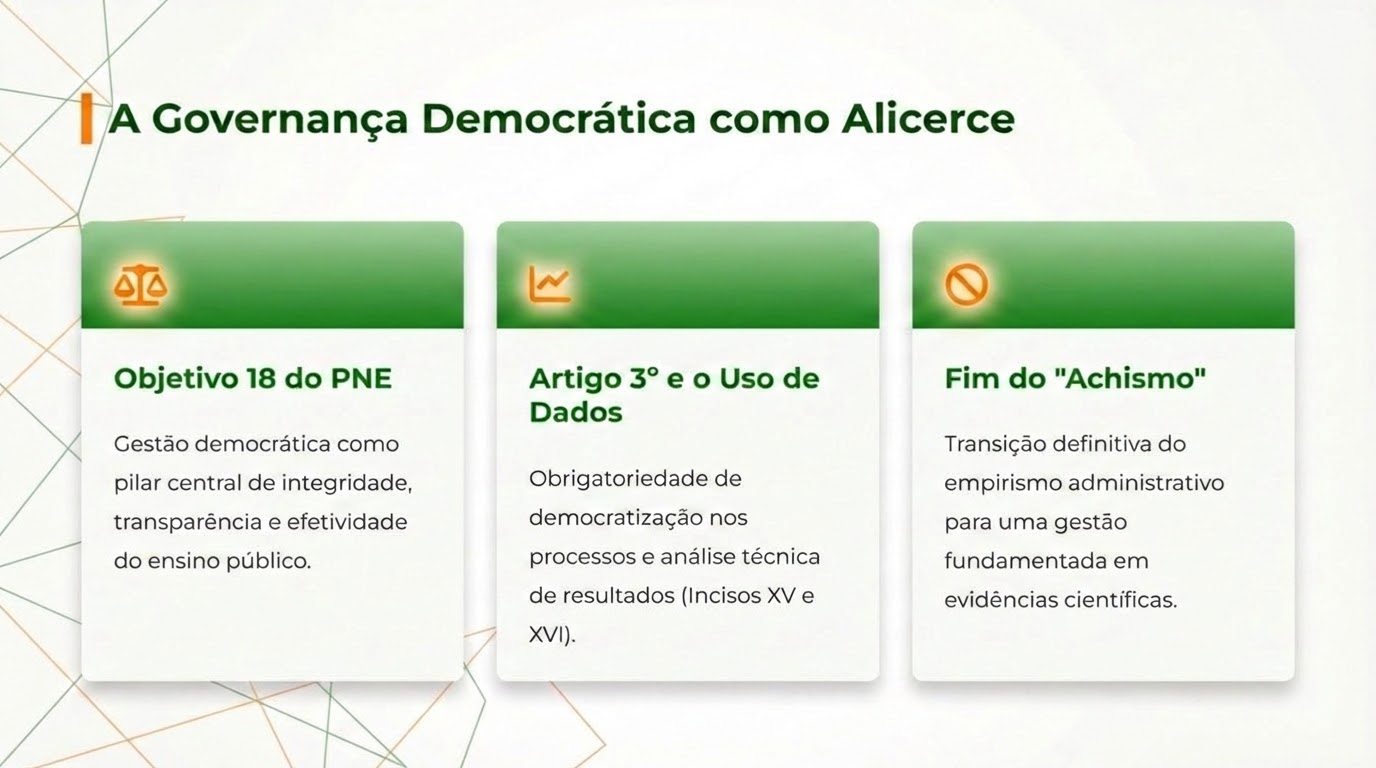 A Governança Democrática como Alicerce
Objetivo 18 do PNE
Gestão democrática como
pilar central de integridade,
transparência e efetividade
do ensino público.
Artigo 3º e o Uso de
Dados
Obrigatoriedade de
democratização nos
processos e análise técnica
de resultados (Incisos XV e
XVI).
Fim do "Achismo"
Transição definitiva do
empirismo administrativo
para uma gestão
fundamentada em
evidências científicas.